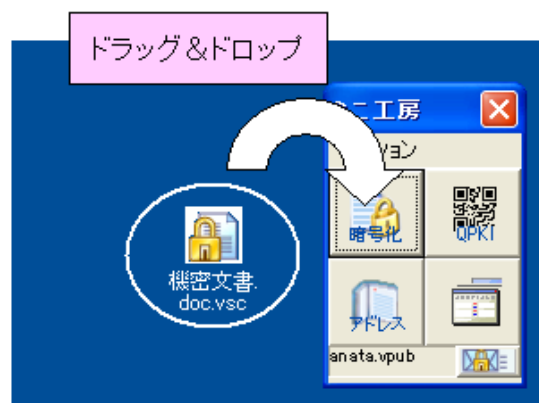 ドラッグ&ドロップ
工房
ョン
暗号化
QPKI
アドレス
機密文書.
doc.vsc
anata.vpub